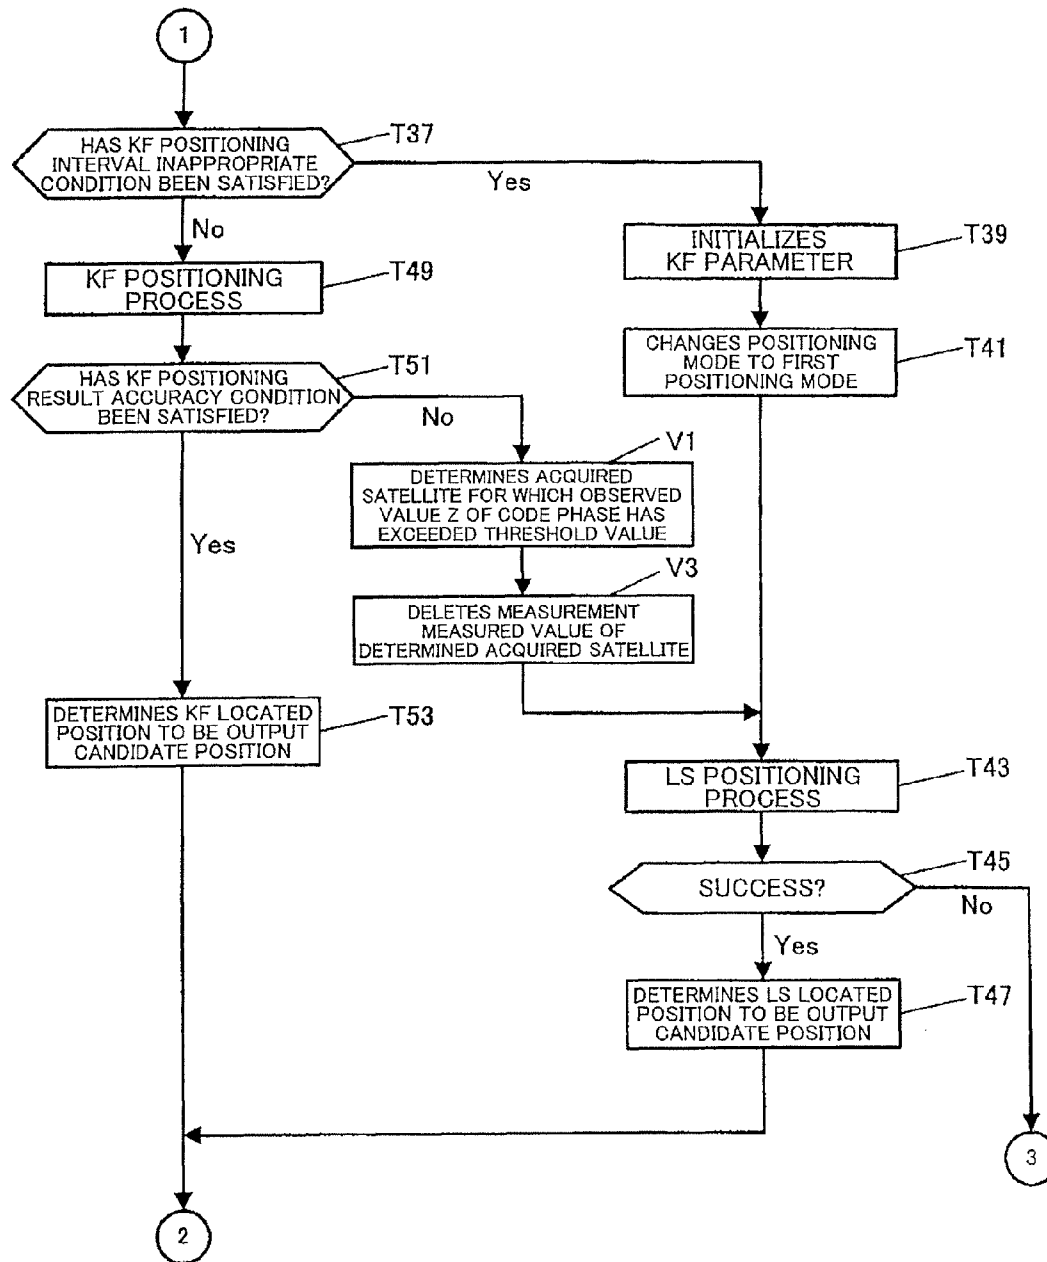 1
HAS KF POSITIONING
INTERVAL INAPPROPRIATE
CONDITION BEEN SATISFIED?
T37
Yes
No
INITIALIZES
KF PARAMETER
T39
KF POSITIONING
PROCESS
T49
CHANGES POSITIONING
MODE TO FIRST
POSITIONING MODE
T41
HAS KF POSITIONING
RESULT ACCURACY CONDITION
BEEN SATISFIED?
T51
No
Yes
V1
DETERMINES ACQUIRED
SATELLITE FOR WHICH OBSERVED
VALUE Z OF CODE PHASE HAS
EXCEEDED THRESHOLD VALUE
V3
DELETES MEASUREMENT
MEASURED VALUE OF
DETERMINED ACQUIRED SATELLITE
DETERMINES KF LOCATED
POSITION TO BE OUTPUT
CANDIDATE POSITION
T53
LS POSITIONING
PROCESS
T43
SUCCESS?
T45
No
Yes
DETERMINES LS LOCATED
POSITION TO BE OUTPUT
CANDIDATE POSITION
T47
3
2